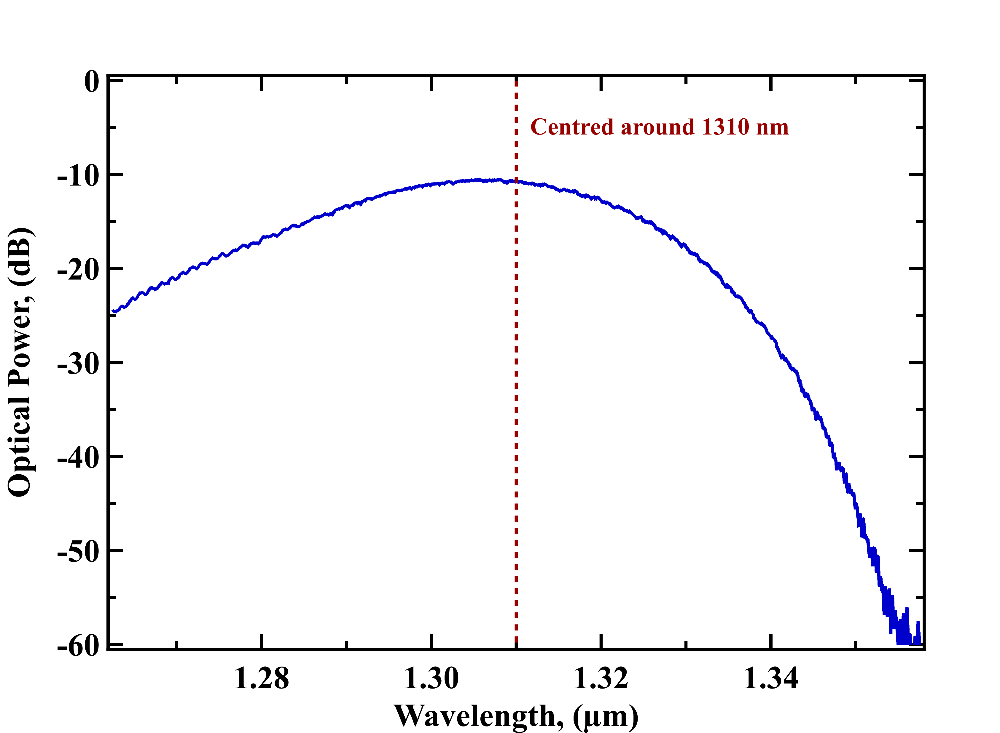 0
Centred around 1310 nm
-10
-20
-30
-40
-50
-60
Optical Power, (dB)
1.28 1.30 1.32 1.34
Wavelength, (μm)